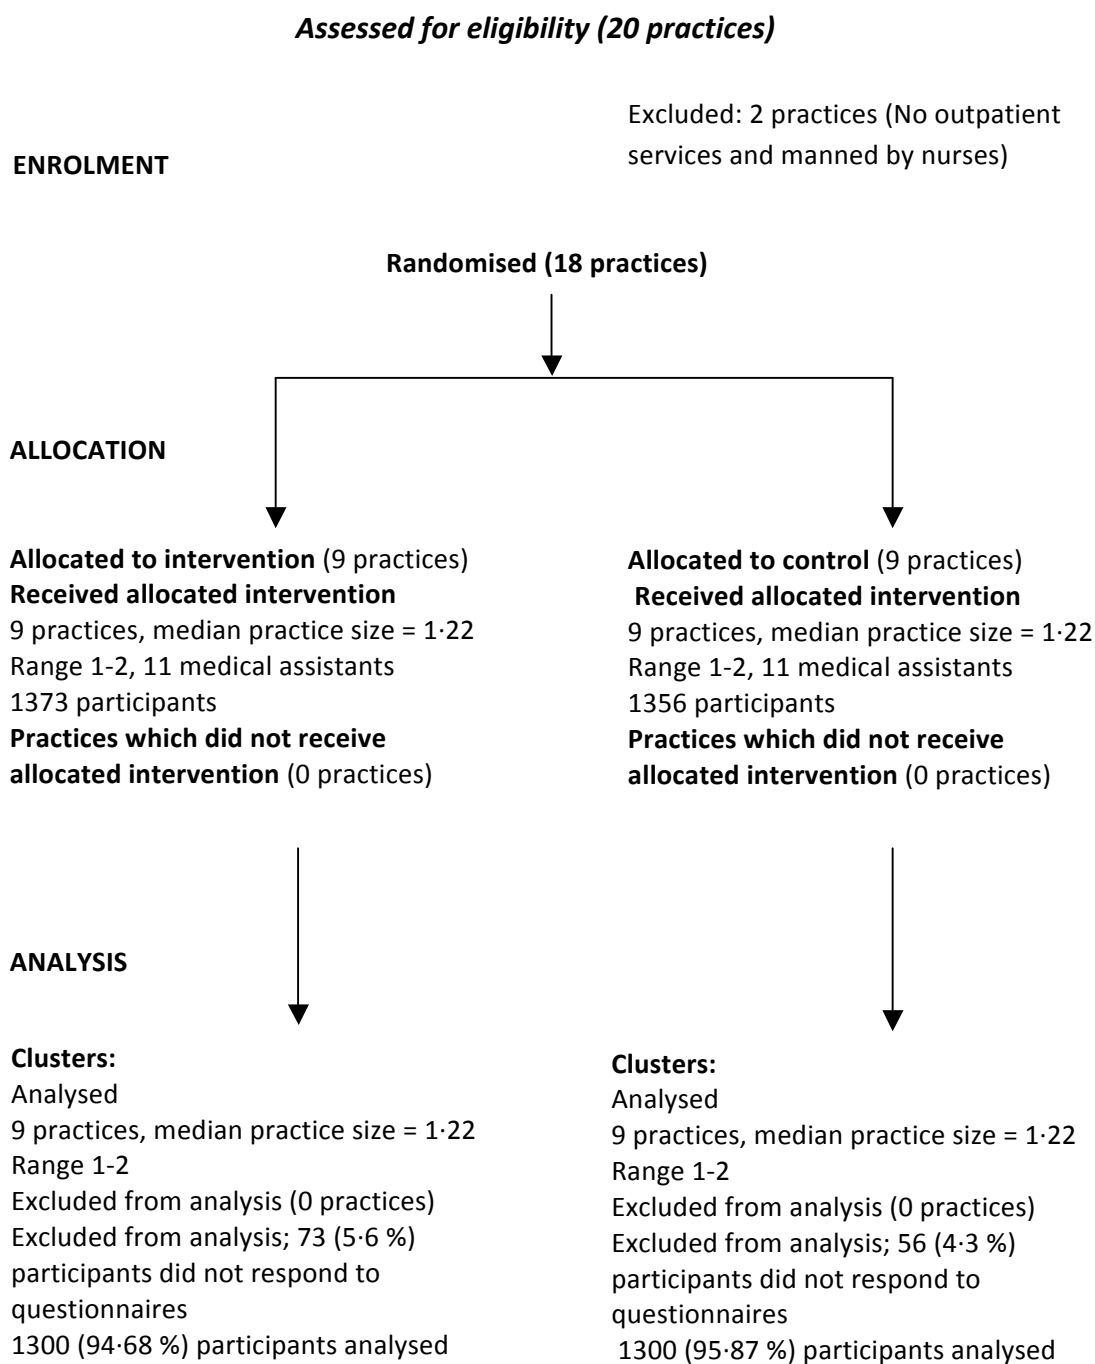 Assessed for eligibility (20 practices)
Excluded: 2 practices (No outpatient
services and manned by nurses)
ENROLMENT
Randomised (18 practices)
ALLOCATION
Allocated to intervention (9 practices)
Received allocated intervention
9 practices, median practice size = 1·22
Range 1-2, 11 medical assistants
1373 participants
Practices which did not receive
allocated intervention (0 practices)
Allocated to control (9 practices)
Received allocated intervention
9 practices, median practice size = 1·22
Range 1-2, 11 medical assistants
1356 participants
Practices which did not receive
allocated intervention (0 practices)
ANALYSIS
Clusters:
Analysed
9 practices, median practice size = 1·22
Range 1-2
Excluded from analysis (0 practices)
Excluded from analysis; 73 (5·6 %)
participants did not respond to
questionnaires
1300 (94·68 %) participants analysed
Clusters:
Analysed
9 practices, median practice size = 1·22
Range 1-2
Excluded from analysis (0 practices)
Excluded from analysis; 56 (4·3 %)
participants did not respond to
questionnaires
1300 (95·87 %) participants analysed